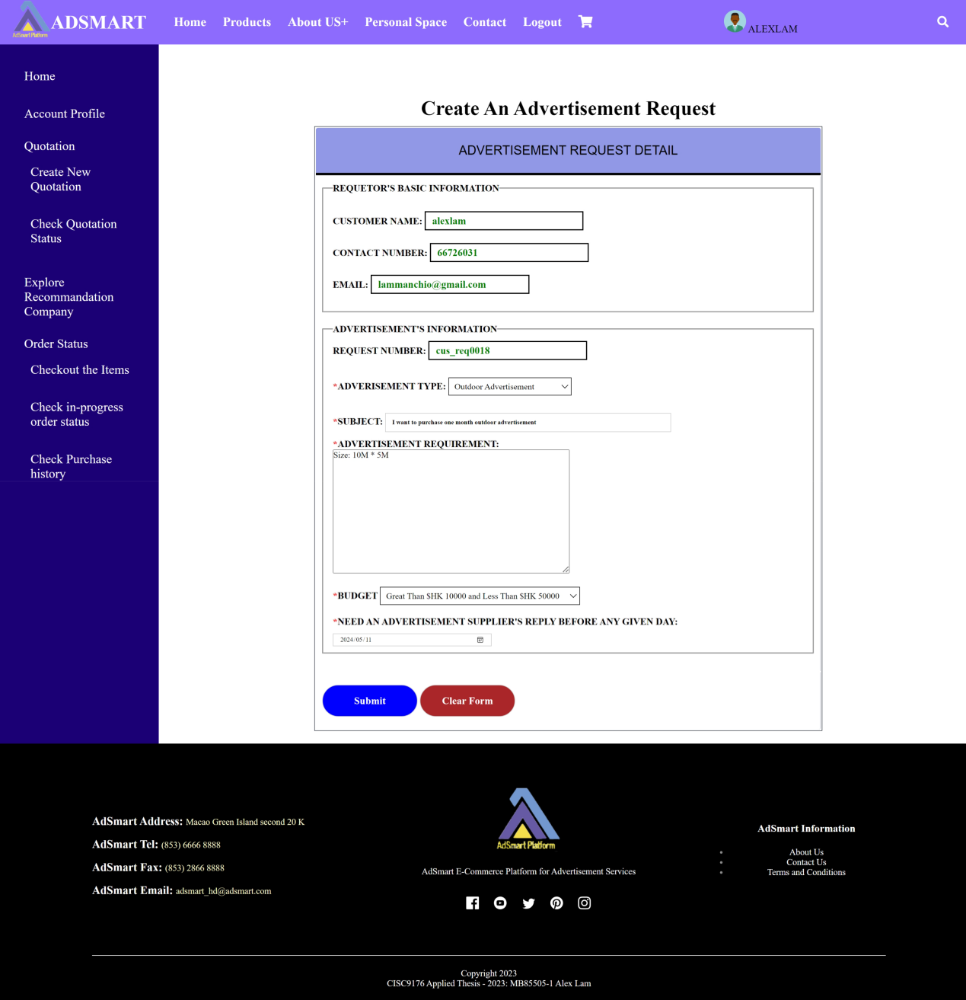 AdSmart Platform
ADSMART
Home
Products
About US+
Personal Space
Contact
Logout
ALEXLAM
Home
Account Profile
Quotation
Create New
Quotation
Check Quotation
Status
Explore
Recommandation
Company
Order Status
Checkout the Items
Check in-progress
order status
Check Purchase
history
Create An Advertisement Request
ADVERTISEMENT REQUEST DETAIL
REQUETOR'S BASIC INFORMATION
CUSTOMER NAME: alexlam
CONTACT NUMBER: 66726031
EMAIL: lammanchio@gmail.com
ADVERTISEMENT'S INFORMATION
REQUEST NUMBER: cus_req0018
*ADVERISEMENT TYPE: Outdoor Advertisement
*SUBJECT: I want to purchase one month outdoor advertisement
*ADVERTISEMENT REQUIREMENT:
Size: 10M * 5M
*BUDGET Great Than $HK 10000 and Less Than $HK 50000
*NEED AN ADVERTISEMENT SUPPLIER'S REPLY BEFORE ANY GIVEN DAY:
2024/05/11
Submit
Clear Form
AdSmart Address: Macao Green Island second 20 K
AdSmart Tel: (853) 6666 8888
AdSmart Fax: (853) 2866 8888
AdSmart Email: adsmart_hd@adsmart.com
AdSmart Platform
AdSmart E-Commerce Platform for Advertisement Services
AdSmart Information
About Us
Contact Us
Terms and Conditions
Copyright 2023
CISC9176 Applied Thesis - 2023: MB85505-1 Alex Lam